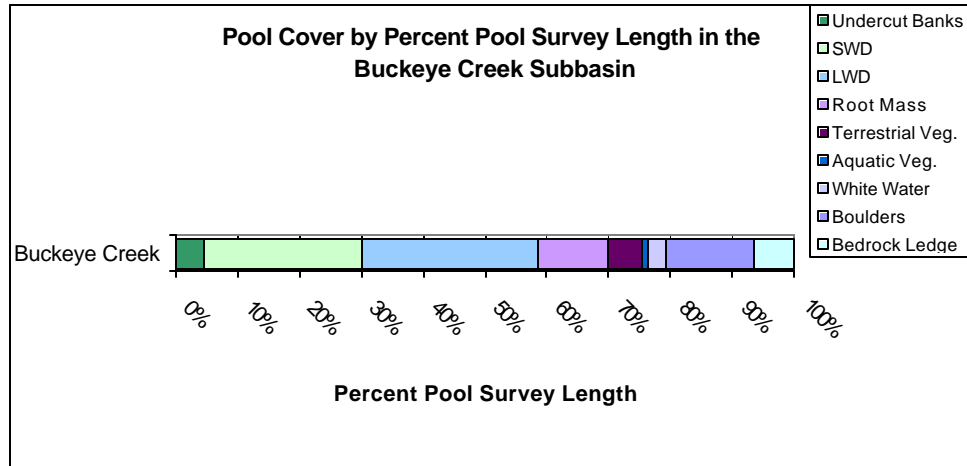 Pool Cover by Percent Pool Survey Length in the
Buckeye Creek Subbasin
Undercut Banks
SWD
LWD
Root Mass
Terrestrial Veg.
Aquatic Veg.
White Water
Boulders
Bedrock Ledge
Buckeye Creek
0%
10%
20%
30%
40%
50%
60%
70%
80%
90%
100%
Percent Pool Survey Length